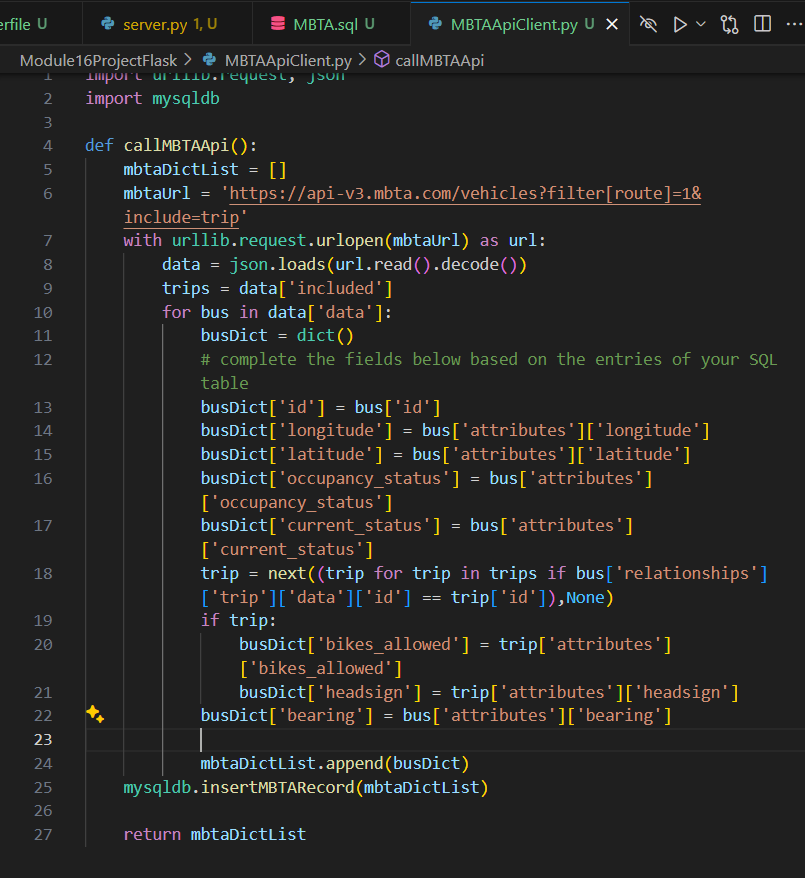 erfile U server.py 1, U MBTA.sql U MBTAApiClient.py U
Module16ProjectFlask > MBTAApiClient.py > callMBTAApi
1 import urllib.request, json
2 import mysqldb
3
4 def callMBTAApi():
5 mbtaDictList = []
6 mbtaUrl = 'https://api-v3.mbta.com/vehicles?filter[route]=1&
include=trip'
7 with urllib.request.urlopen(mbtaUrl) as url:
8 data = json.loads(url.read().decode())
9 trips = data['included']
10 for bus in data['data']:
11 busDict = dict()
12 # complete the fields below based on the entries of your SQL
table
13 busDict['id'] = bus['id']
14 busDict['longitude'] = bus['attributes']['longitude']
15 busDict['latitude'] = bus['attributes']['latitude']
16 busDict['occupancy_status'] = bus['attributes']
['occupancy_status']
17 busDict['current_status'] = bus['attributes']
['current_status']
18 trip = next((trip for trip in trips if bus['relationships']
['trip']['data']['id'] == trip['id']),None)
19 if trip:
20 busDict['bikes_allowed'] = trip['attributes']
['bikes_allowed']
21 busDict['headsign'] = trip['attributes']['headsign']
22 busDict['bearing'] = bus['attributes']['bearing']
23
24 mbtaDictList.append(busDict)
25 mysqldb.insertMBTARecord(mbtaDictList)
26
27 return mbtaDictList